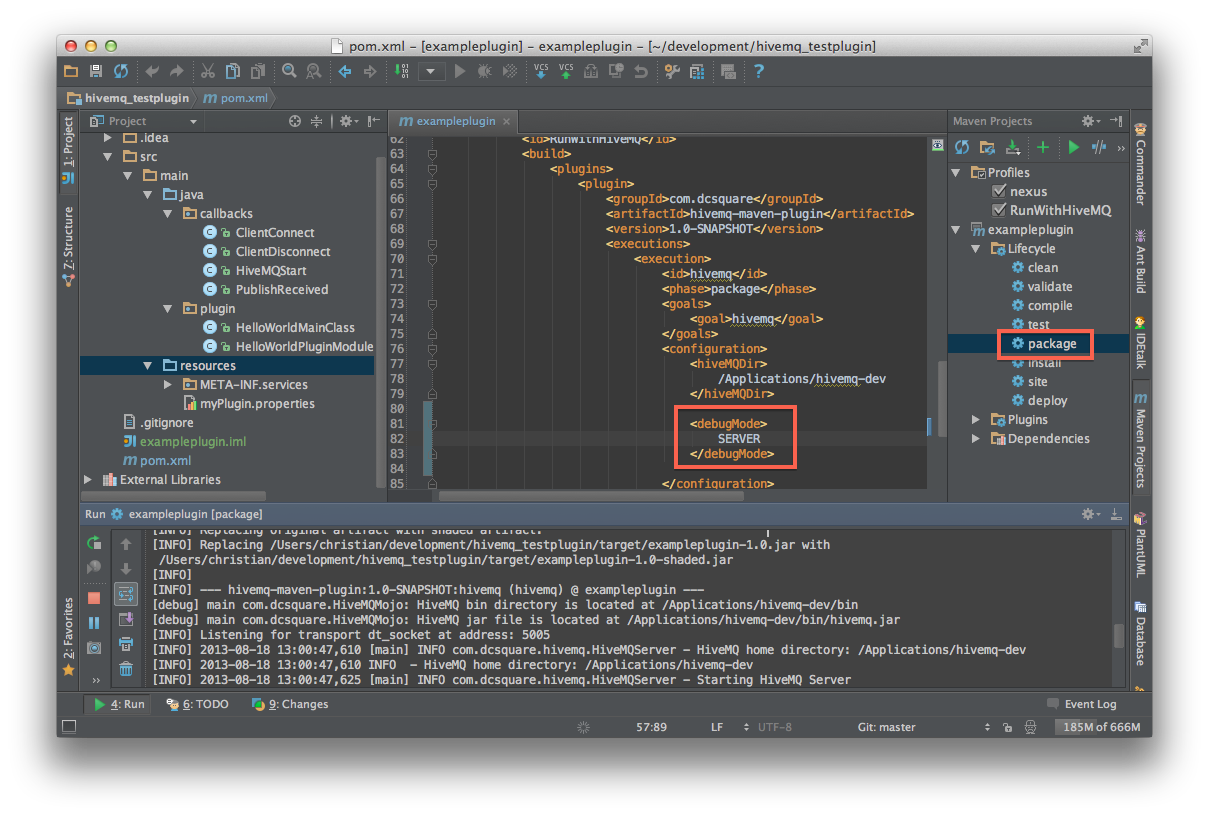 pom.xml - [exampleplugin] - exampleplugin - [~/development/hivemq_testplugin]
VCS VCS ?
hivemq_testplugin m pom.xml
1: Project
7: Structure
2: Favorites
Project
.idea
src
main
java
callbacks
C ClientConnect
C ClientDisconnect
C HiveMQStart
C PublishReceived
plugin
C HelloWorldMainClass
C HelloWorldPluginModule
resources
META-INF.services
myPlugin.properties
.gitignore
exampleplugin.iml
m pom.xml
External Libraries
m exampleplugin
62 <id>RunWithHiveMQ</id>
63 <build>
64 <plugins>
65 <plugin>
66 <groupId>com.dcsquare</groupId>
67 <artifactId>hivemq-maven-plugin</artifactId>
68 <version>1.0-SNAPSHOT</version>
69 <executions>
70 <execution>
71 <id>hivemq</id>
72 <phase>package</phase>
73 <goals>
74 <goal>hivemq</goal>
75 </goals>
76 <configuration>
77 <hiveMQDir>
78 /Applications/hivemq-dev
79 </hiveMQDir>
80
81 <debugMode>
82 SERVER
83 </debugMode>
84
85 </configuration>
Maven Projects
Profiles
nexus
RunWithHiveMQ
exampleplugin
Lifecycle
clean
validate
compile
test
package
install
site
deploy
Plugins
Dependencies
Commander
Ant Build
IDEtalk
m Maven Projects
PlantUML
Database
Run exampleplugin [package]
[INFO] Replacing original artifact with shaded artifact.
[INFO] Replacing /Users/christian/development/hivemq_testplugin/target/exampleplugin-1.0.jar with
/Users/christian/development/hivemq_testplugin/target/exampleplugin-1.0-shaded.jar
[INFO]
[INFO] --- hivemq-maven-plugin:1.0-SNAPSHOT:hivemq (hivemq) @ exampleplugin ---
[debug] main com.dcsquare.HiveMQMojo: HiveMQ bin directory is located at /Applications/hivemq-dev/bin
[debug] main com.dcsquare.HiveMQMojo: HiveMQ jar file is located at /Applications/hivemq-dev/bin/hivemq.jar
[INFO] Listening for transport dt_socket at address: 5005
[INFO] 2013-08-18 13:00:47,610 [main] INFO com.dcsquare.hivemq.HiveMQServer - HiveMQ home directory: /Applications/hivemq-dev
[INFO] 2013-08-18 13:00:47,610 INFO  - HiveMQ home directory: /Applications/hivemq-dev
[INFO] 2013-08-18 13:00:47,625 [main] INFO com.dcsquare.hivemq.HiveMQServer - Starting HiveMQ Server
4: Run 6: TODO 9: Changes Event Log
57:89 LF UTF-8 Git: master 185M of 666M